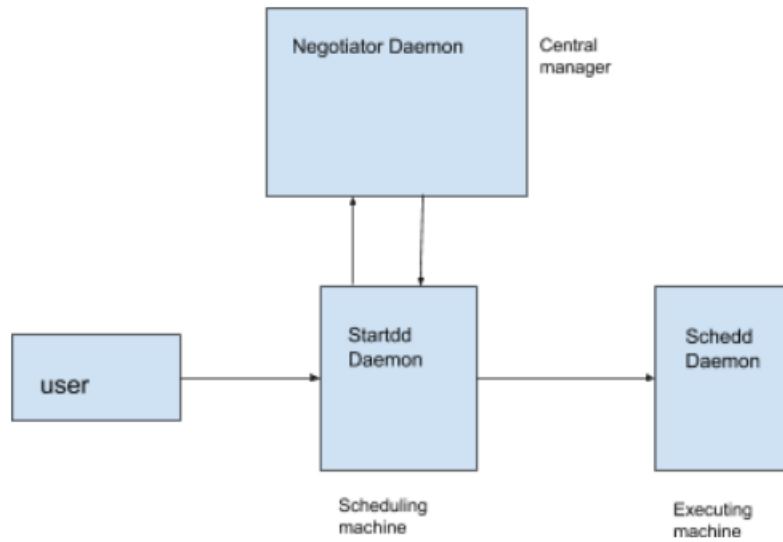 Negotiator Daemon
Central
manager
Startdd
Daemon
Schedd
Daemon
user
Scheduling
machine
Executing
machine